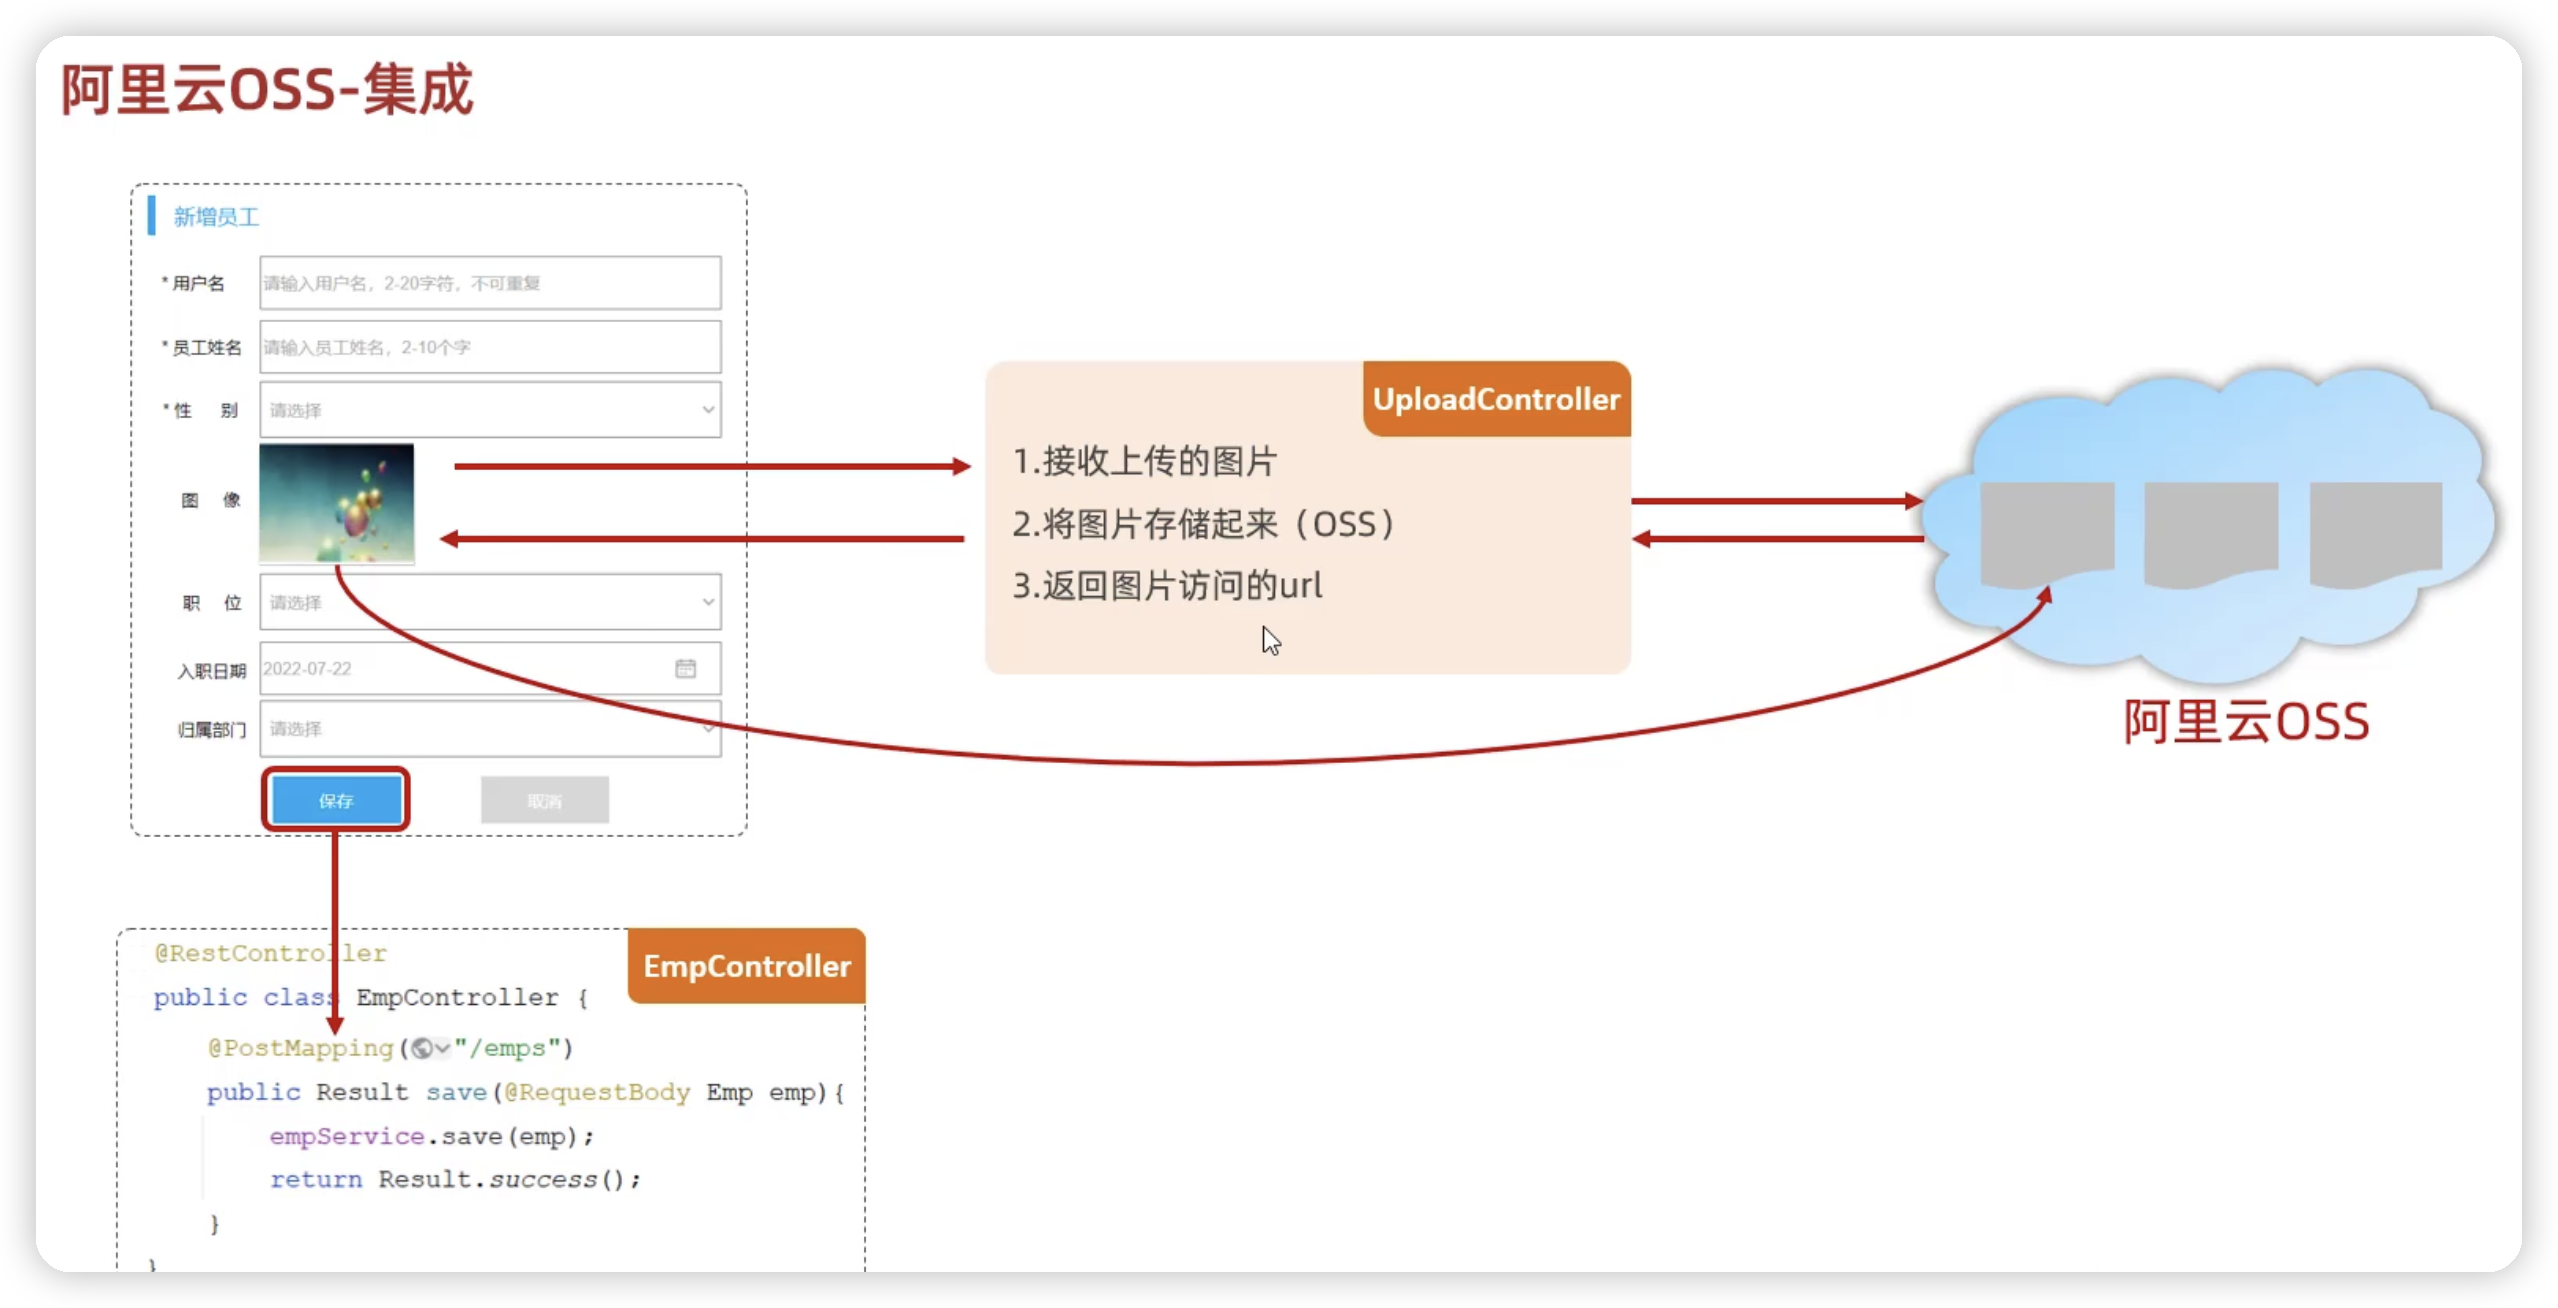 阿里云OSS-集成
新增员工
* 用户名
请输入用户名，2-20字符，不可重复
* 员工姓名
请输入员工姓名，2-10个字
* 性 别
请选择
图 像
职 位
请选择
入职日期
2022-07-22
归属部门
请选择
保存
取消
UploadController
1.接收上传的图片
2.将图片存储起来（OSS）
3.返回图片访问的url
阿里云OSS
EmpController
@RestController
public class EmpController {
@PostMapping("/emps")
public Result save(@RequestBody Emp emp){
empService.save(emp);
return Result.success();
}
}